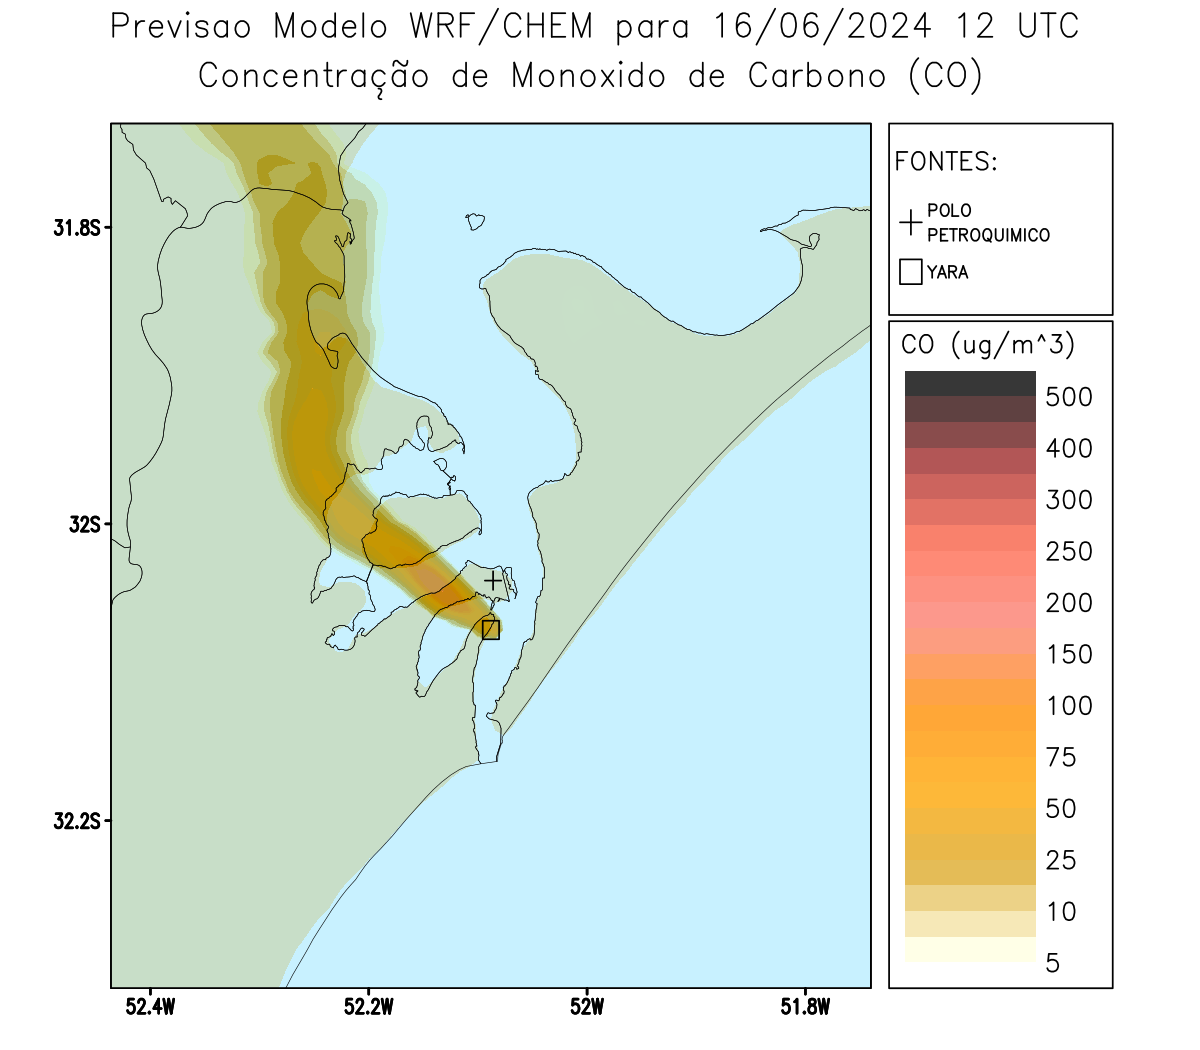 Previsao Modelo WRF/CHEM para 16/06/2024 12 UTC
Concentração de Monoxido de Carbono (CO)
FONTES:
POLO
PETROQUIMICO
YARA
CO (ug/m^3)
500
400
300
250
200
150
100
75
50
25
10
5
31.8S
32S
32.2S
52.4W
52.2W
52W
51.8W